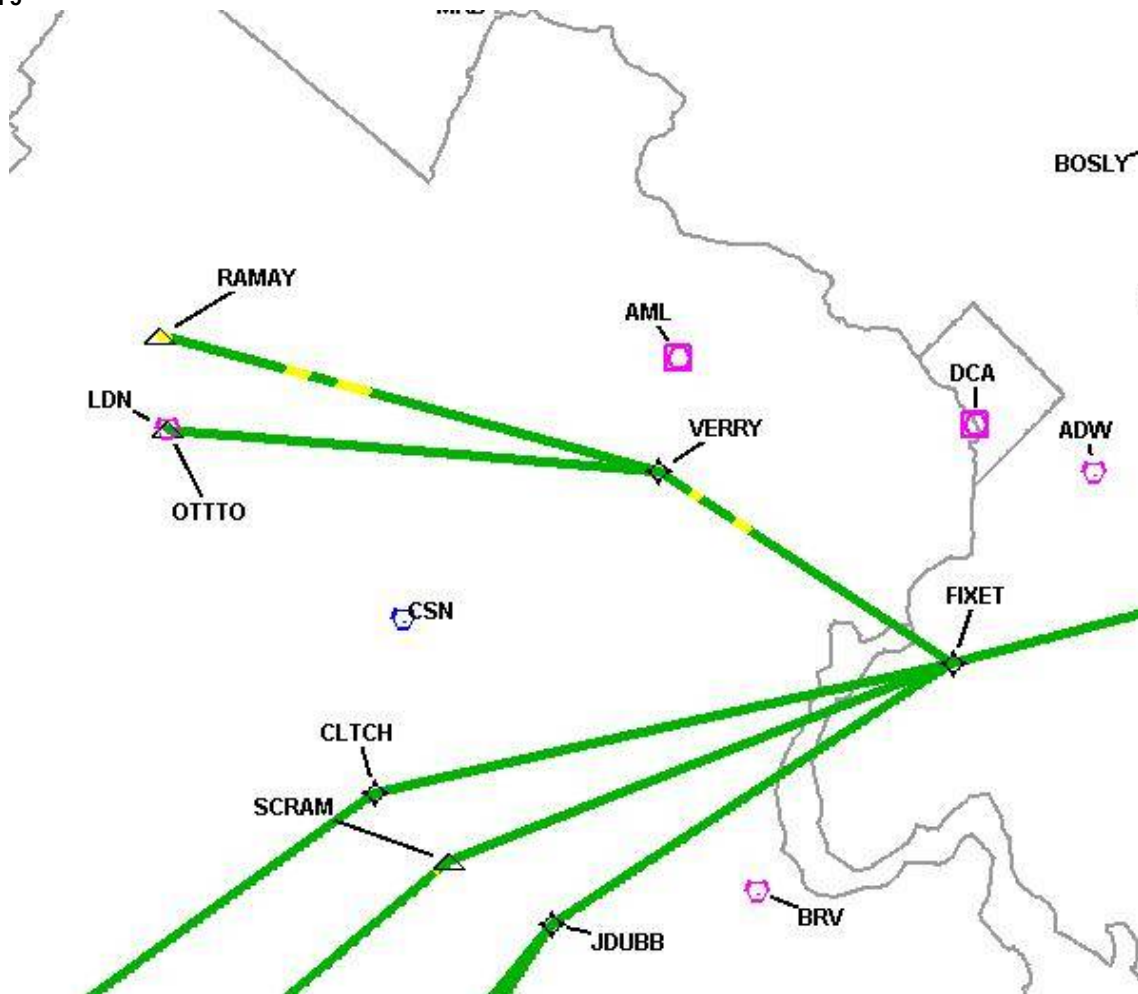 BOSLY
RAMAY
AML
DCA
LDN
VERRY
ADW
OTTTO
FIXET
CSN
CLTCH
SCRAM
BRV
JDUBB